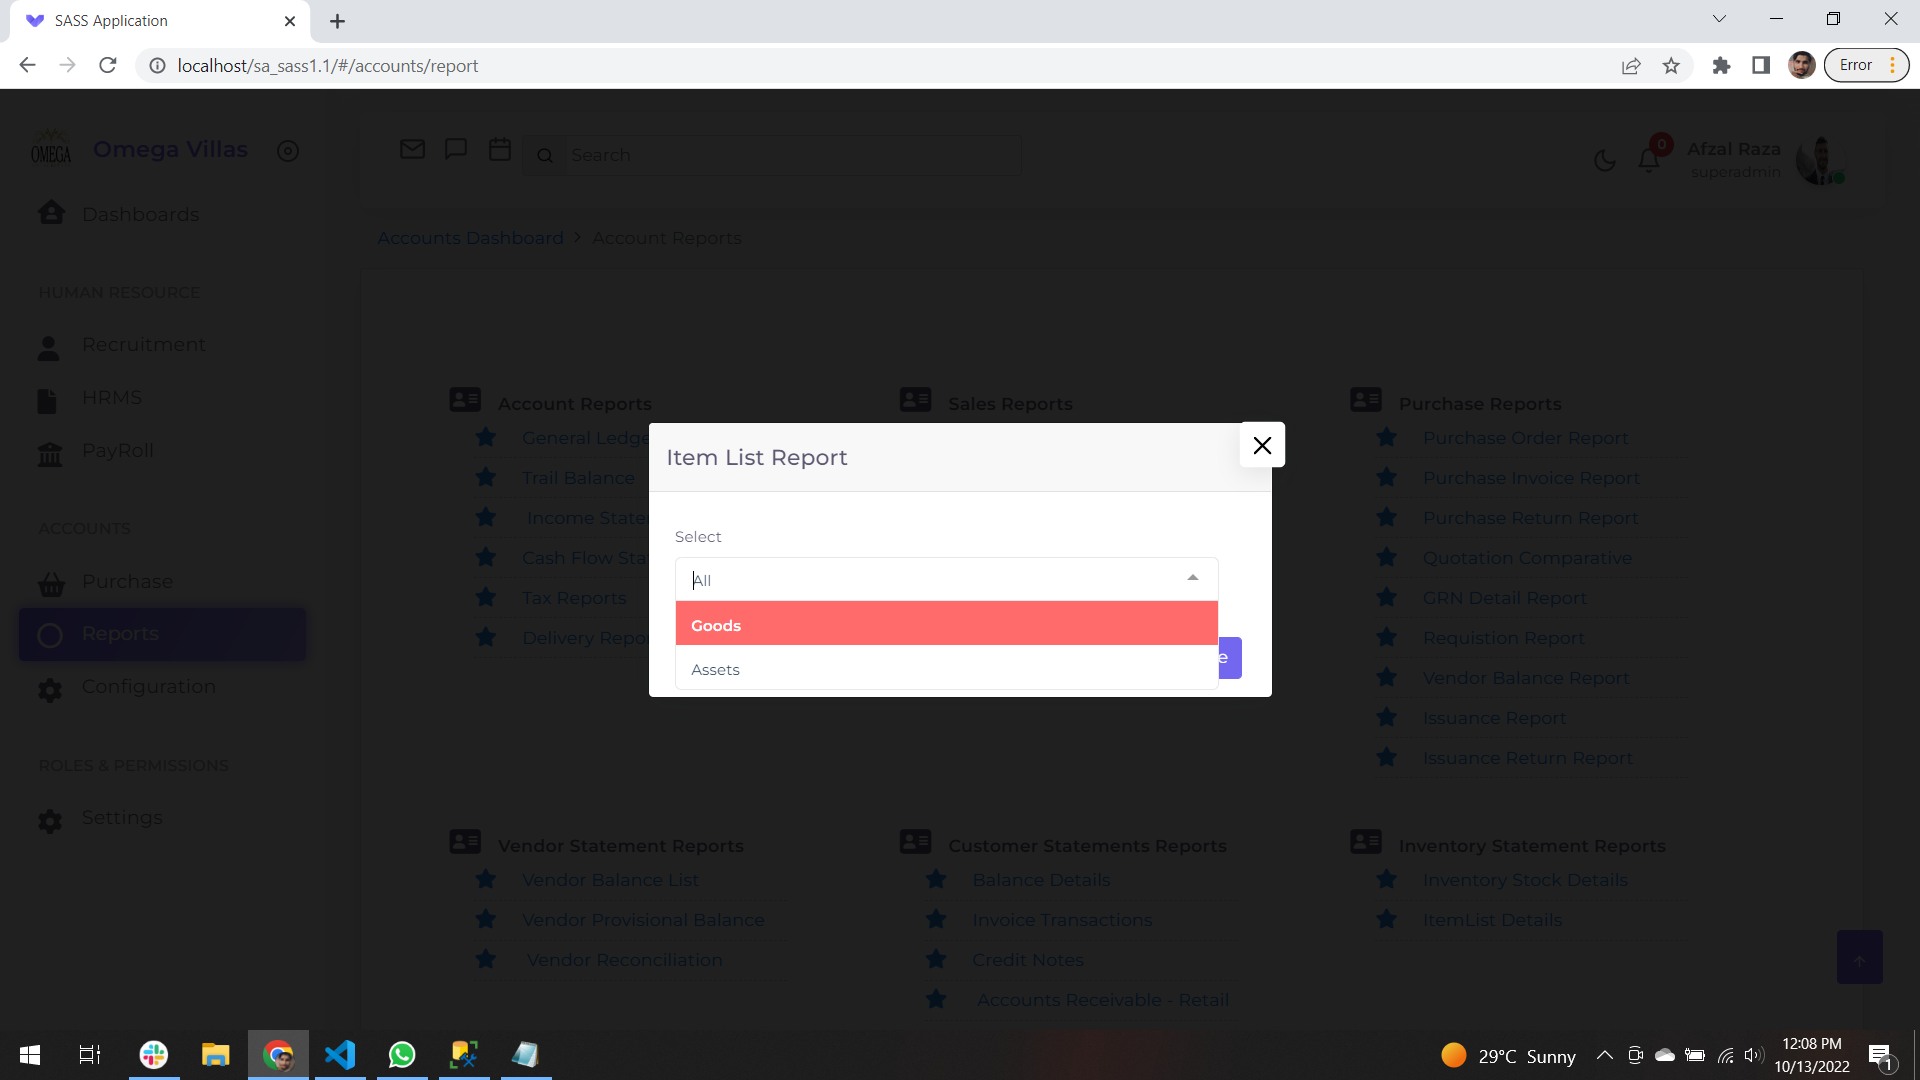 SASS Application
localhost/sa_sass1.1/#/accounts/report
Error
OMEGA
Omega Villas
Search
0
Afzal Raza
superadmin
Dashboards
Accounts Dashboard > Account Reports
HUMAN RESOURCE
Recruitment
HRMS
PayRoll
ACCOUNTS
Purchase
Reports
Configuration
ROLES & PERMISSIONS
Settings
Account Reports
General Ledge
Trail Balance
Income State
Cash Flow Sta
Tax Reports
Delivery Repo
Sales Reports
Purchase Reports
Purchase Order Report
Purchase Invoice Report
Purchase Return Report
Quotation Comparative
GRN Detail Report
Requistion Report
Vendor Balance Report
Issuance Report
Issuance Return Report
Item List Report
Select
All
Goods
Assets
e
Vendor Statement Reports
Vendor Balance List
Vendor Provisional Balance
Vendor Reconciliation
Customer Statements Reports
Balance Details
Invoice Transactions
Credit Notes
Accounts Receivable - Retail
Inventory Statement Reports
Inventory Stock Details
ItemList Details
29°C Sunny
12:08 PM
10/13/2022
1